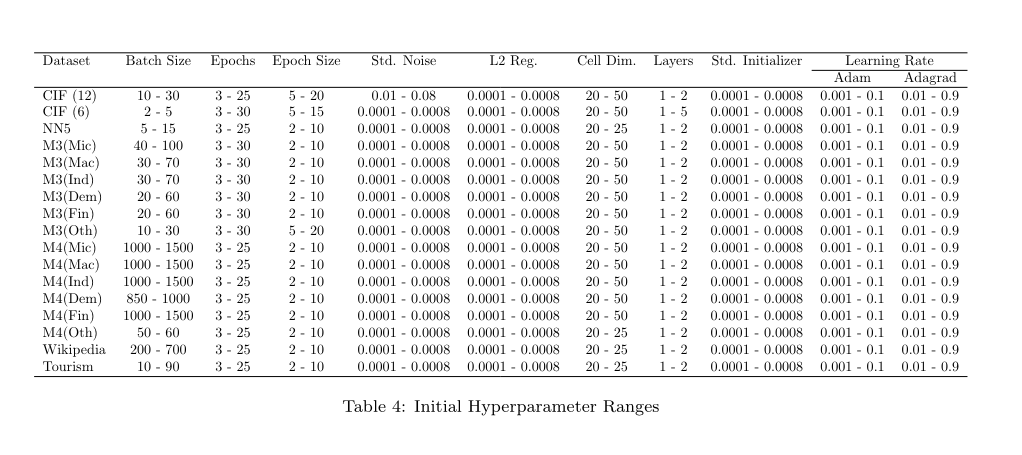 Dataset Batch Size Epochs Epoch Size Std. Noise L2 Reg. Cell Dim. Layers Std. Initializer Learning Rate
Adam Adagrad
CIF (12) 10 - 30 3 - 25 5 - 20 0.01 - 0.08 0.0001 - 0.0008 20 - 50 1 - 2 0.0001 - 0.0008 0.001 - 0.1 0.01 - 0.9
CIF (6) 2 - 5 3 - 30 5 - 15 0.0001 - 0.0008 0.0001 - 0.0008 20 - 50 1 - 5 0.0001 - 0.0008 0.001 - 0.1 0.01 - 0.9
NN5 5 - 15 3 - 25 2 - 10 0.0001 - 0.0008 0.0001 - 0.0008 20 - 25 1 - 2 0.0001 - 0.0008 0.001 - 0.1 0.01 - 0.9
M3(Mic) 40 - 100 3 - 30 2 - 10 0.0001 - 0.0008 0.0001 - 0.0008 20 - 50 1 - 2 0.0001 - 0.0008 0.001 - 0.1 0.01 - 0.9
M3(Mac) 30 - 70 3 - 30 2 - 10 0.0001 - 0.0008 0.0001 - 0.0008 20 - 50 1 - 2 0.0001 - 0.0008 0.001 - 0.1 0.01 - 0.9
M3(Ind) 30 - 70 3 - 30 2 - 10 0.0001 - 0.0008 0.0001 - 0.0008 20 - 50 1 - 2 0.0001 - 0.0008 0.001 - 0.1 0.01 - 0.9
M3(Dem) 20 - 60 3 - 30 2 - 10 0.0001 - 0.0008 0.0001 - 0.0008 20 - 50 1 - 2 0.0001 - 0.0008 0.001 - 0.1 0.01 - 0.9
M3(Fin) 20 - 60 3 - 30 2 - 10 0.0001 - 0.0008 0.0001 - 0.0008 20 - 50 1 - 2 0.0001 - 0.0008 0.001 - 0.1 0.01 - 0.9
M3(Oth) 10 - 30 3 - 30 5 - 20 0.0001 - 0.0008 0.0001 - 0.0008 20 - 50 1 - 2 0.0001 - 0.0008 0.001 - 0.1 0.01 - 0.9
M4(Mic) 1000 - 1500 3 - 25 2 - 10 0.0001 - 0.0008 0.0001 - 0.0008 20 - 50 1 - 2 0.0001 - 0.0008 0.001 - 0.1 0.01 - 0.9
M4(Mac) 1000 - 1500 3 - 25 2 - 10 0.0001 - 0.0008 0.0001 - 0.0008 20 - 50 1 - 2 0.0001 - 0.0008 0.001 - 0.1 0.01 - 0.9
M4(Ind) 1000 - 1500 3 - 25 2 - 10 0.0001 - 0.0008 0.0001 - 0.0008 20 - 50 1 - 2 0.0001 - 0.0008 0.001 - 0.1 0.01 - 0.9
M4(Dem) 850 - 1000 3 - 25 2 - 10 0.0001 - 0.0008 0.0001 - 0.0008 20 - 50 1 - 2 0.0001 - 0.0008 0.001 - 0.1 0.01 - 0.9
M4(Fin) 1000 - 1500 3 - 25 2 - 10 0.0001 - 0.0008 0.0001 - 0.0008 20 - 50 1 - 2 0.0001 - 0.0008 0.001 - 0.1 0.01 - 0.9
M4(Oth) 50 - 60 3 - 25 2 - 10 0.0001 - 0.0008 0.0001 - 0.0008 20 - 25 1 - 2 0.0001 - 0.0008 0.001 - 0.1 0.01 - 0.9
Wikipedia 200 - 700 3 - 25 2 - 10 0.0001 - 0.0008 0.0001 - 0.0008 20 - 25 1 - 2 0.0001 - 0.0008 0.001 - 0.1 0.01 - 0.9
Tourism 10 - 90 3 - 25 2 - 10 0.0001 - 0.0008 0.0001 - 0.0008 20 - 25 1 - 2 0.0001 - 0.0008 0.001 - 0.1 0.01 - 0.9
Table 4: Initial Hyperparameter Ranges